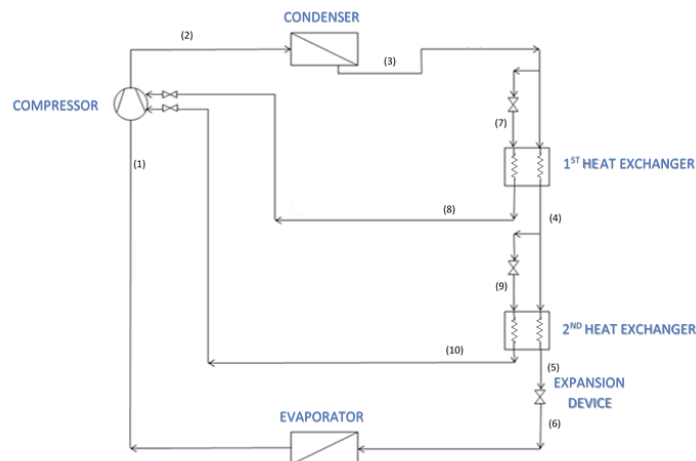 CONDENSER
(2)
(3)
COMPRESSOR
(7)
(1)
1ST HEAT EXCHANGER
(8)
(4)
(9)
2ND HEAT EXCHANGER
(10)
(5)
EXPANSION
DEVICE
EVAPORATOR
(6)